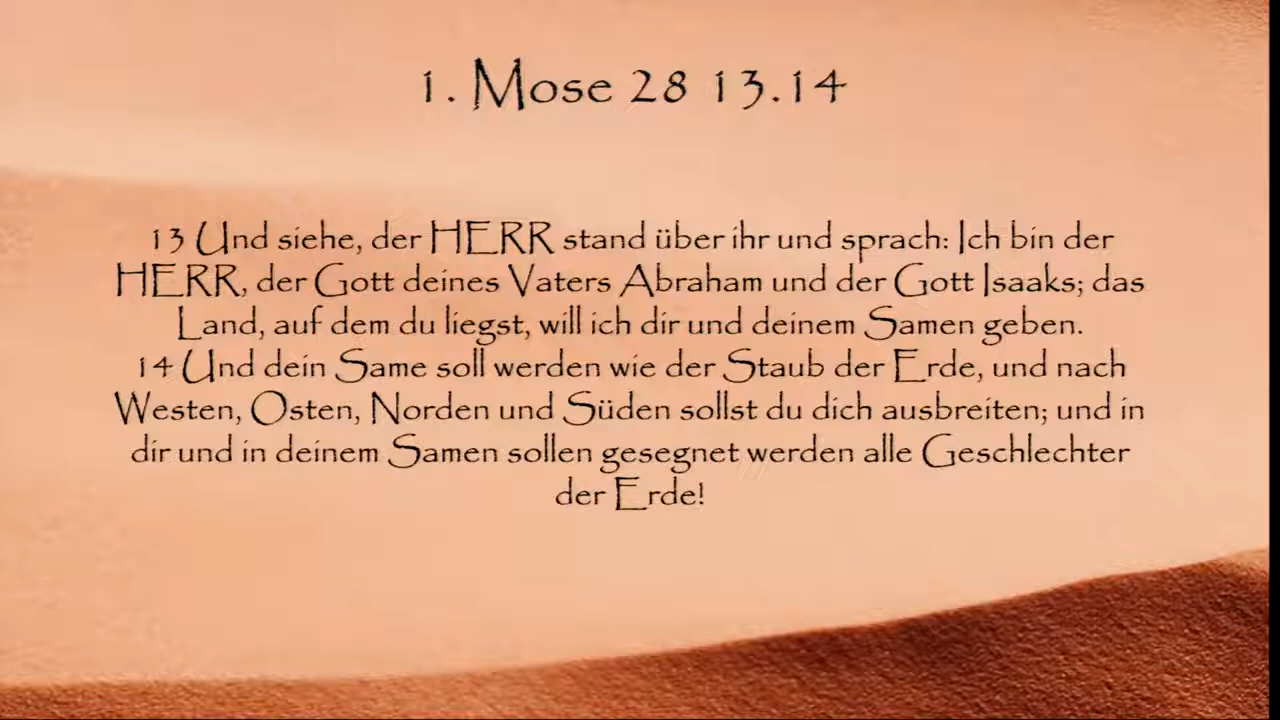 1. Mose 28 13.14
13 Und siehe, der HERR stand über ihr und sprach: Ich bin der
HERR, der Gott deines Vaters Abraham und der Gott Isaaks; das
Land, auf dem du liegst, will ich dir und deinem Samen geben.
14 Und dein Same soll werden wie der Staub der Erde, und nach
Westen, Osten, Norden und Süden sollst du dich ausbreiten; und in
dir und in deinem Samen sollen gesegnet werden alle Geschlechter
der Erde!